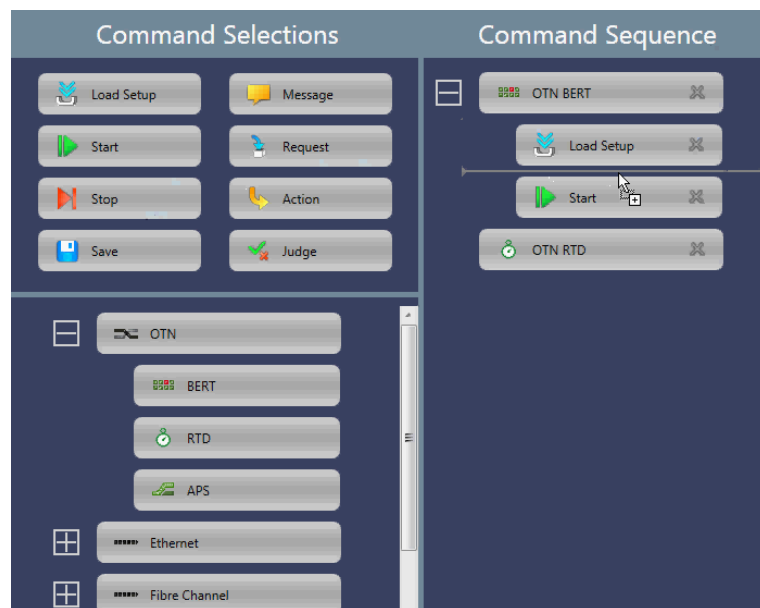 Command Selections
Load Setup
Message
Start
Request
Stop
Action
Save
Judge
OTN
BERT
RTD
APS
Ethernet
Fibre Channel
Command Sequence
OTN BERT
Load Setup
Start
OTN RTD